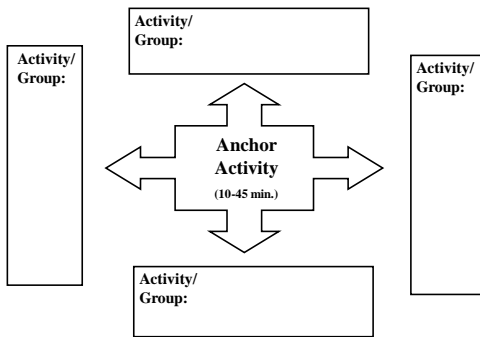 Activity/
Group:
Activity/
Group:
Activity/
Group:
Anchor
Activity
(10-45 min.)
Activity/
Group: